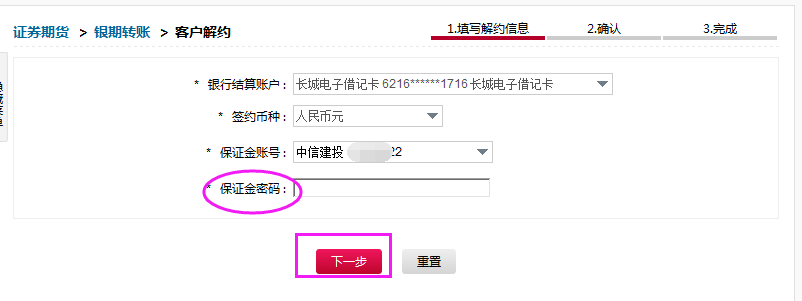 证券期货 > 银期转账 > 客户解约
1.填写解约信息 2.确认 3.完成
* 银行结算账户: 长城电子借记卡 6216******1716 长城电子借记卡
* 签约币种: 人民币元
* 保证金账号: 中信建投 22
* 保证金密码:
下一步 重置